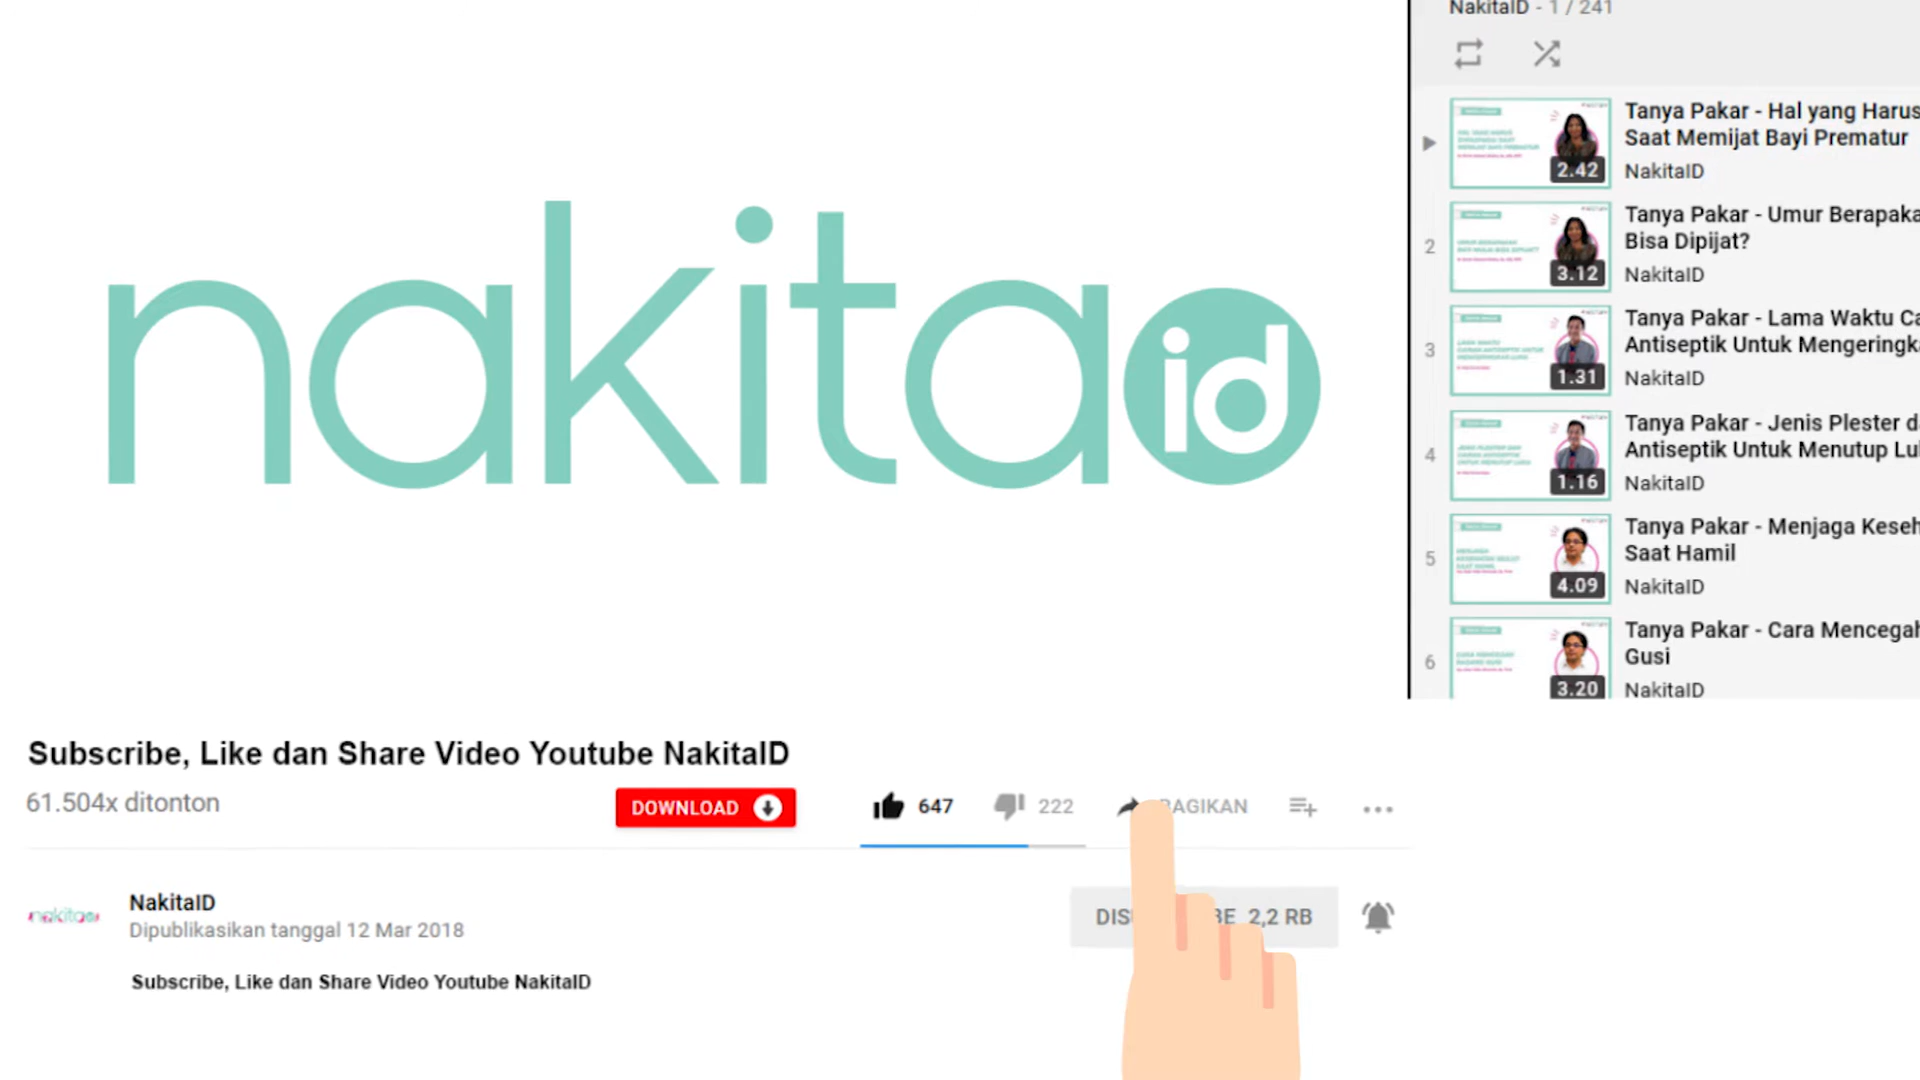 nakita id
NakitaID - 1 / 241
Tanya Pakar - Hal yang Harus
Saat Memijat Bayi Prematur
2.42
NakitaID
2
Tanya Pakar - Umur Berapaka
Bisa Dipijat?
3.12
NakitaID
3
Tanya Pakar - Lama Waktu Ca
Antiseptik Untuk Mengeringka
1.31
NakitaID
4
Tanya Pakar - Jenis Plester d
Antiseptik Untuk Menutup Lu
1.16
NakitaID
5
Tanya Pakar - Menjaga Keseh
Saat Hamil
4.09
NakitaID
6
Tanya Pakar - Cara Mencegah
Gusi
3.20
NakitaID
Subscribe, Like dan Share Video Youtube NakitaID
61.504x ditonton
DOWNLOAD
647
222
BAGIKAN
NakitaID
Dipublikasikan tanggal 12 Mar 2018
DIS BE 2,2 RB
Subscribe, Like dan Share Video Youtube NakitaID